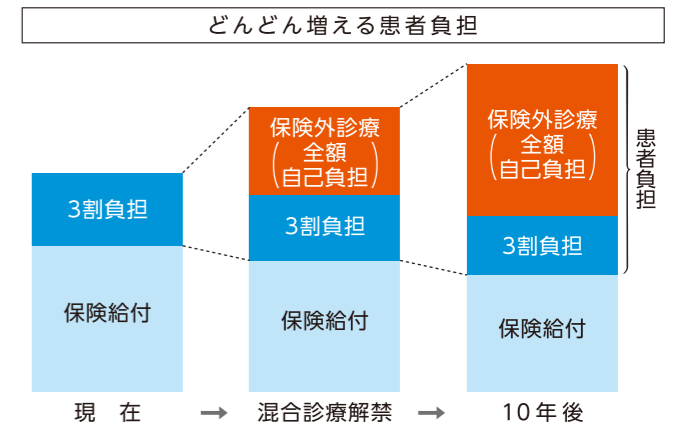 どんどん増える患者負担
3割負担
保険給付
保険外診療
(全額
自己負担)
3割負担
保険給付
保険外診療
(全額
自己負担)
3割負担
保険給付
患者負担
現 在 → 混合診療解禁 → 10年後